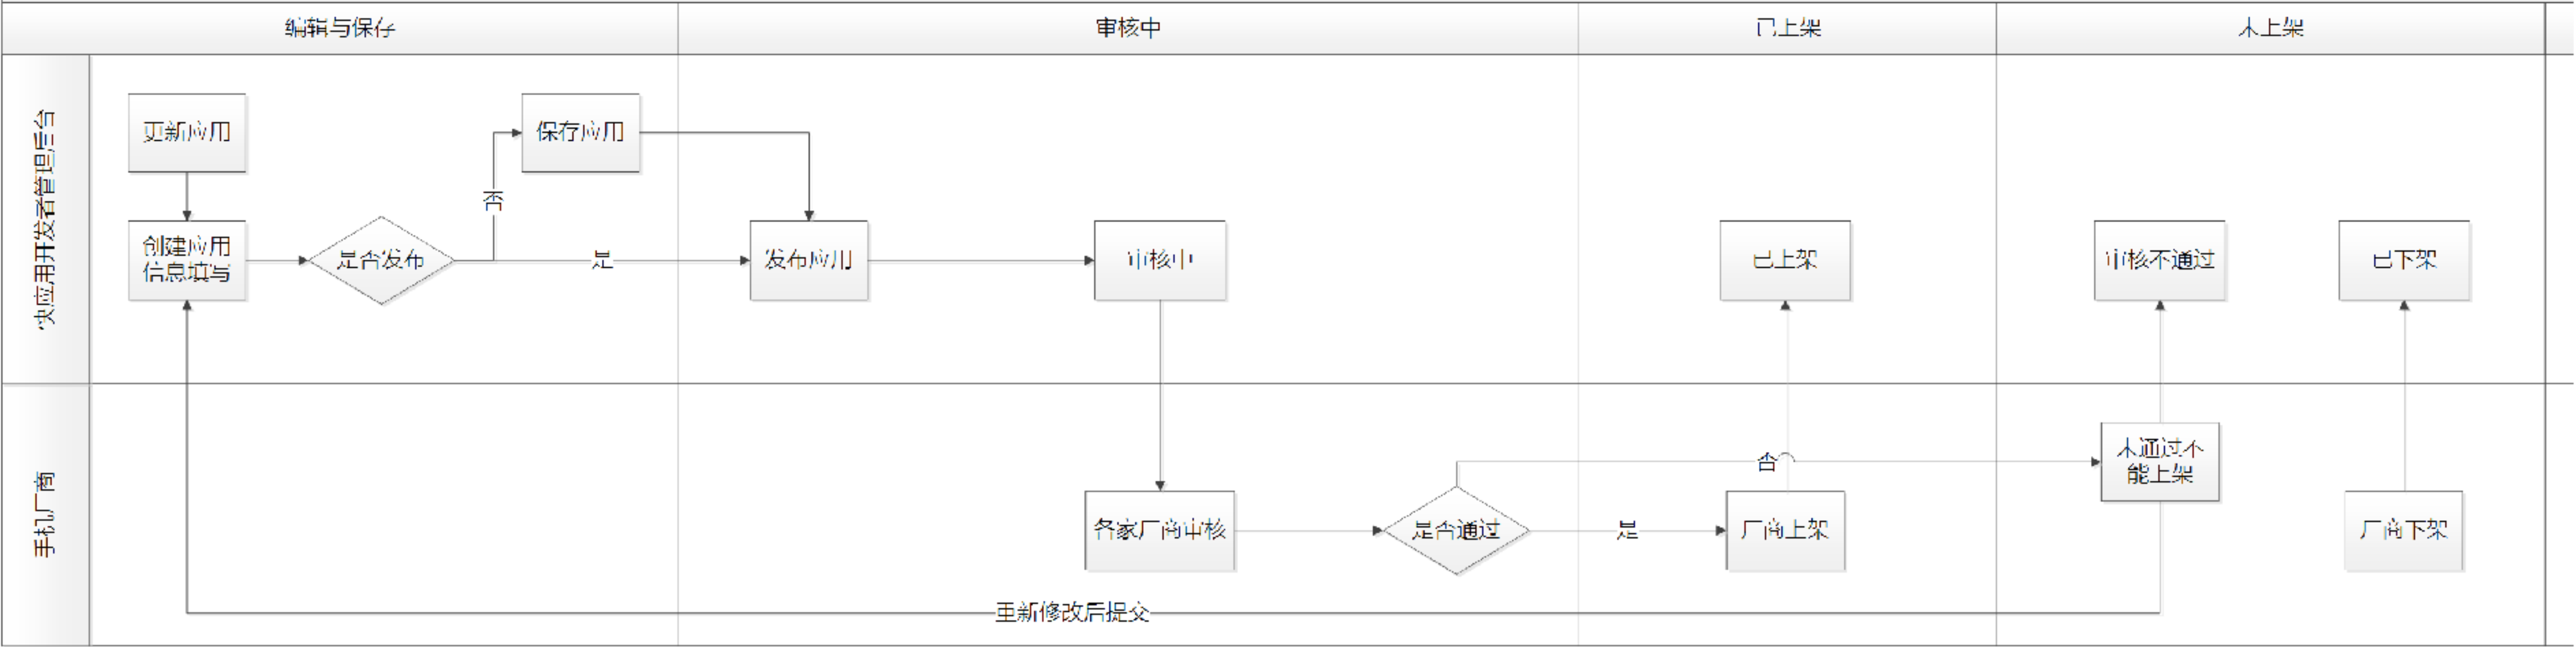 编辑与保存
审核中
已上架
未上架
快应用开发者管理后台
更新应用
保存应用
否
创建应用
信息填写
是否发布
是
发布应用
审核中
已上架
审核不通过
已下架
手机厂商
未通过不
能上架
否
各家厂商审核
是否通过
是
厂商上架
厂商下架
重新修改后提交